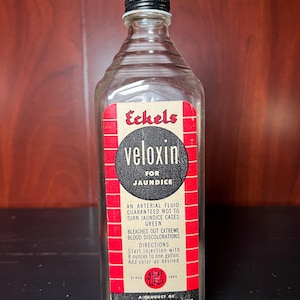 Eckels
veloxin
FOR
JAUNDICE
AN ARTERIAL FLUID
GUARANTEED NOT TO
TURN JAUNDICE CASES
GREEN
BLEACHES OUT EXTREME
BLOOD DISCOLORATIONS
DIRECTIONS
Start injection with
8 ounces to one gallon.
Add color as desired.
SINCE
A PRODUCT OF